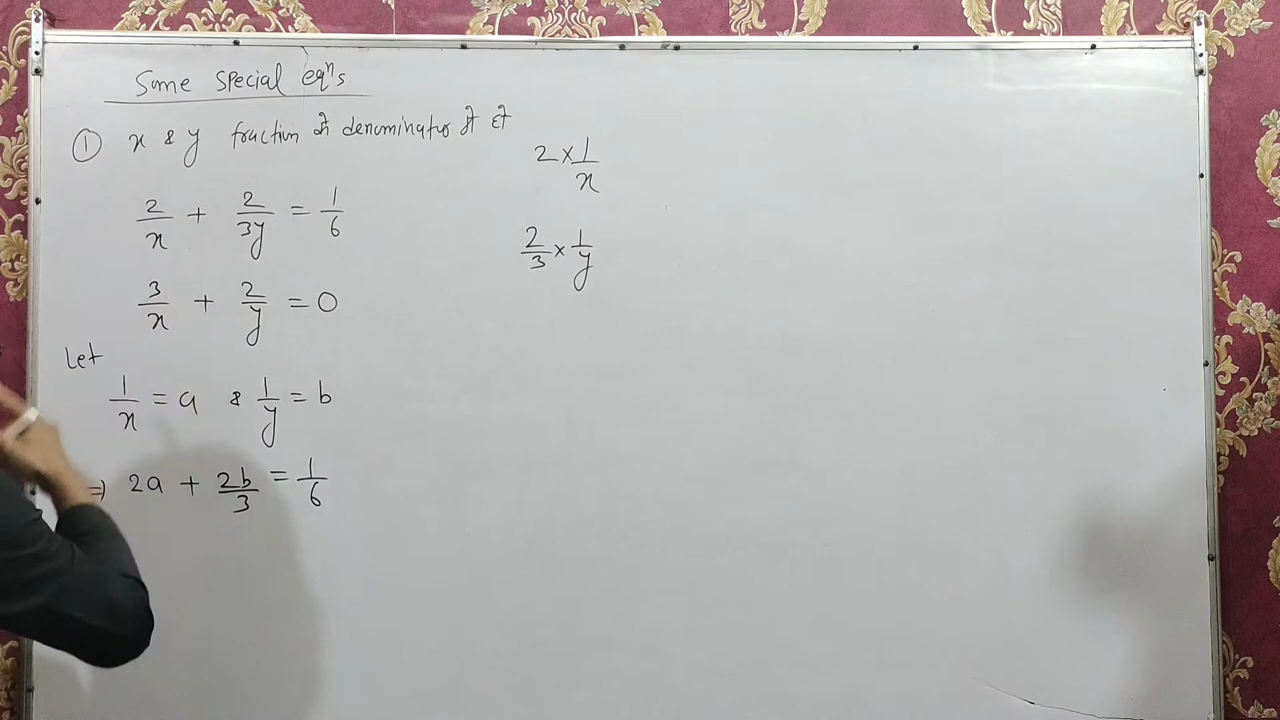 Some special eqⁿs
① x & y fraction के denominator में हो
2/x + 2/3y = 1/6
3/x + 2/y = 0
Let
1/x = a & 1/y = b
⇒ 2a + 2b/3 = 1/6
2 × 1/x
2/3 × 1/y